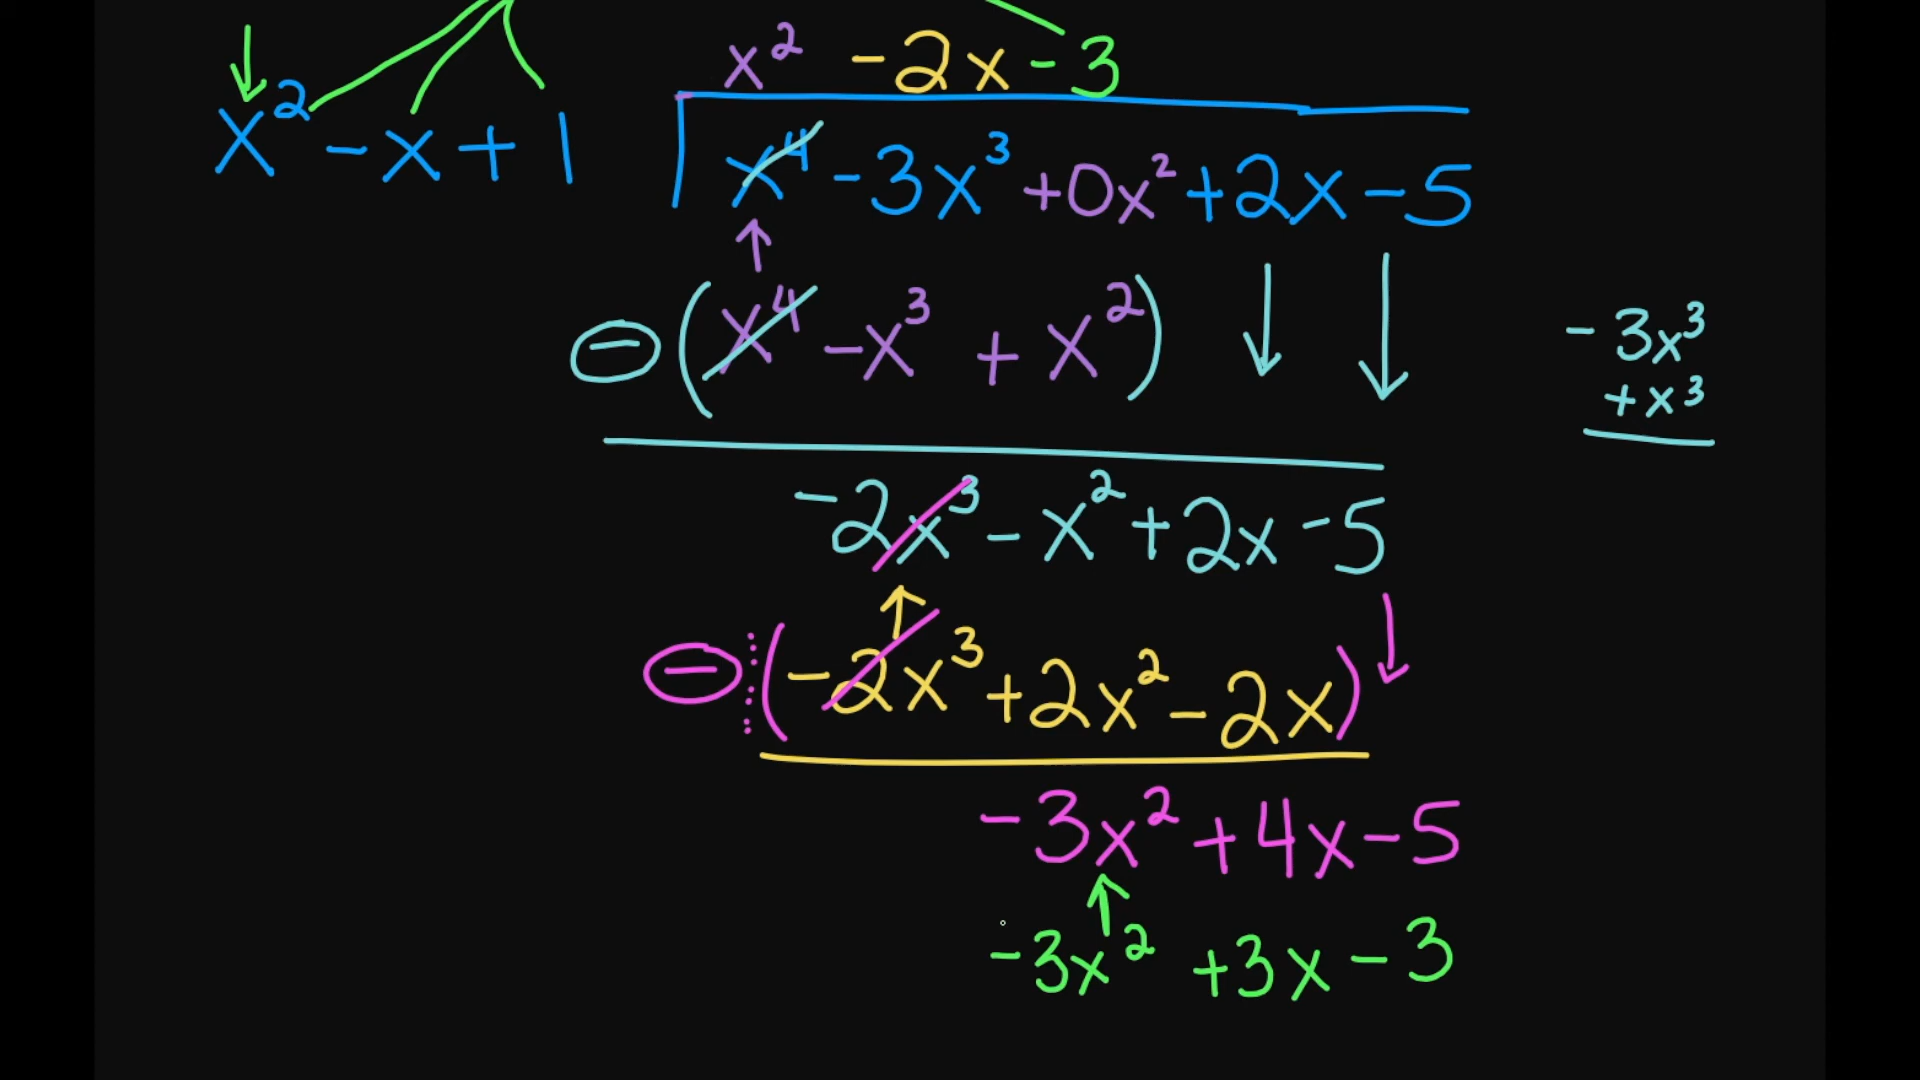 x² -2x -3
x² - x + 1 x⁴ -3x³ +0x² +2x -5
- (x⁴ -x³ + x²)
-3x³
+x³
-2x³ - x² +2x -5
- (-2x³ +2x² -2x)
-3x² +4x -5
-3x² +3x -3